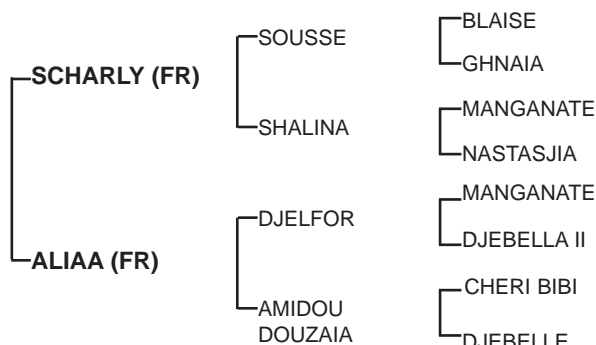 BLAISE
SOUSSE
GHNAIA
SCHARLY (FR)
MANGANATE
SHALINA
NASTASJIA
MANGANATE
DJELFOR
DJEBELLA II
ALIAA (FR)
CHERI BIBI
AMIDOU
DOUZAIA
DJEBELLE